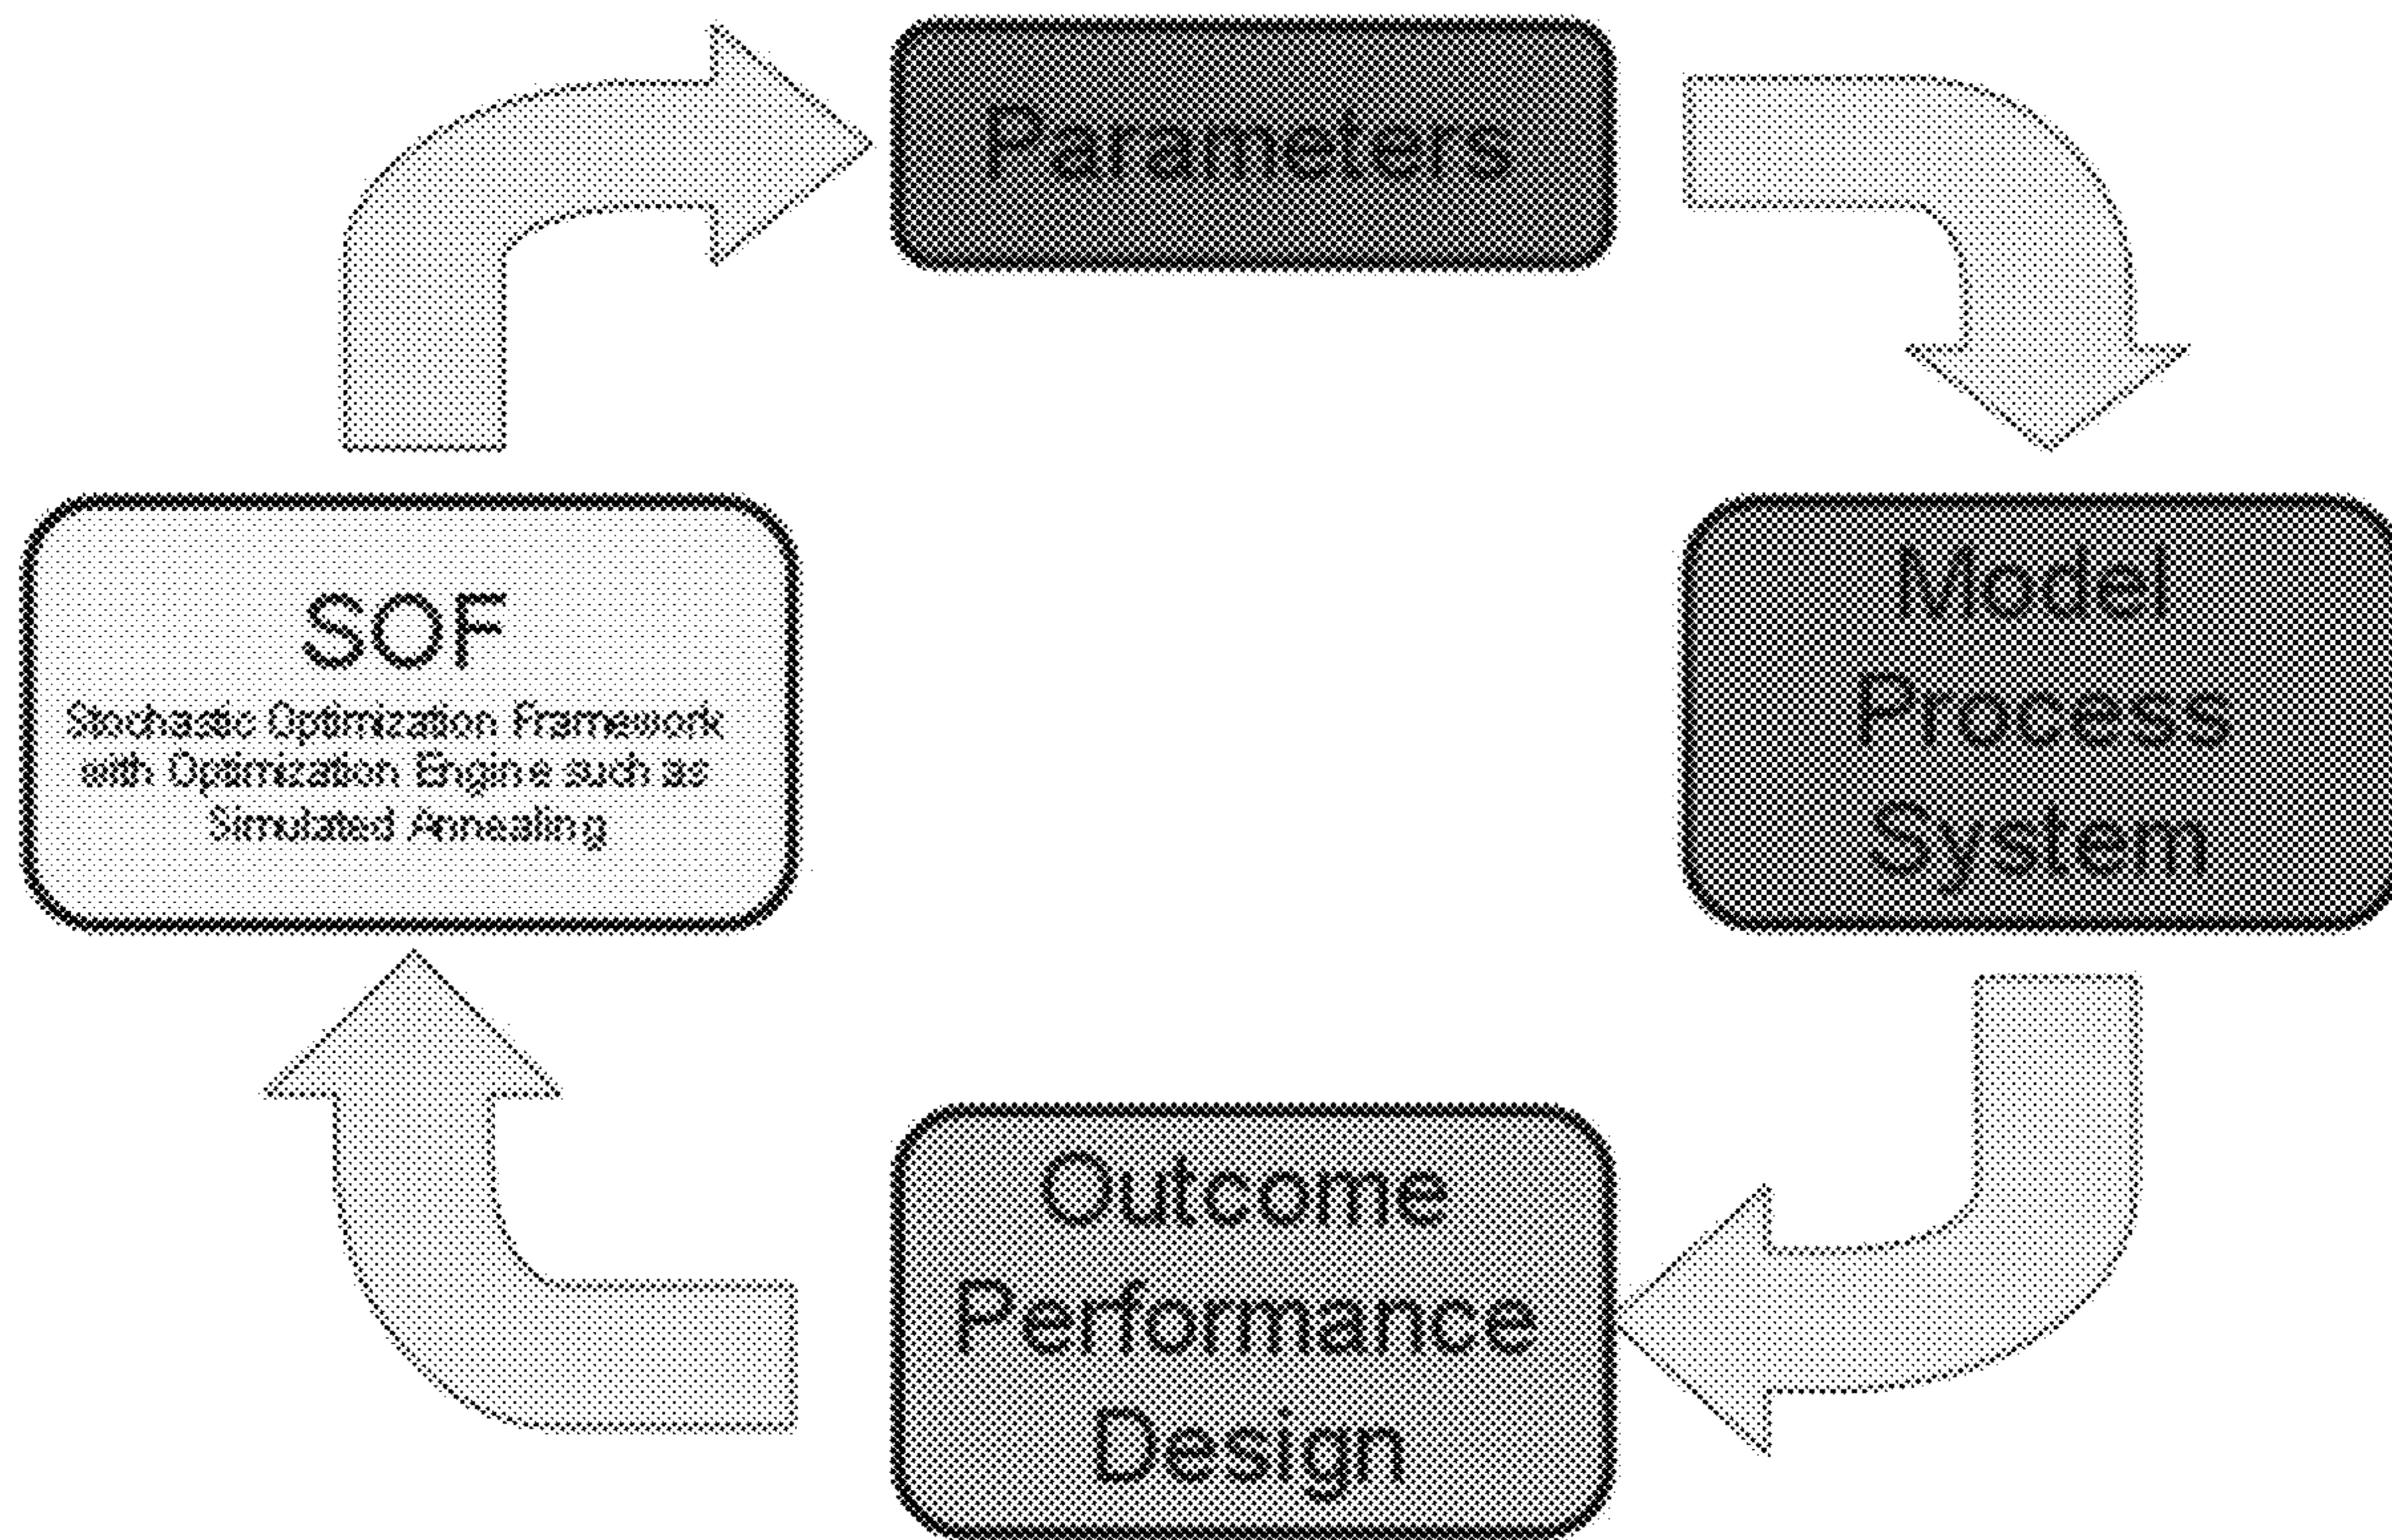 Parameters
SOF
Stochastic Optimization Framework
with Optimization Engine such as
Simulated Annealing
Model
Process
System
Outcome
Performance
Design